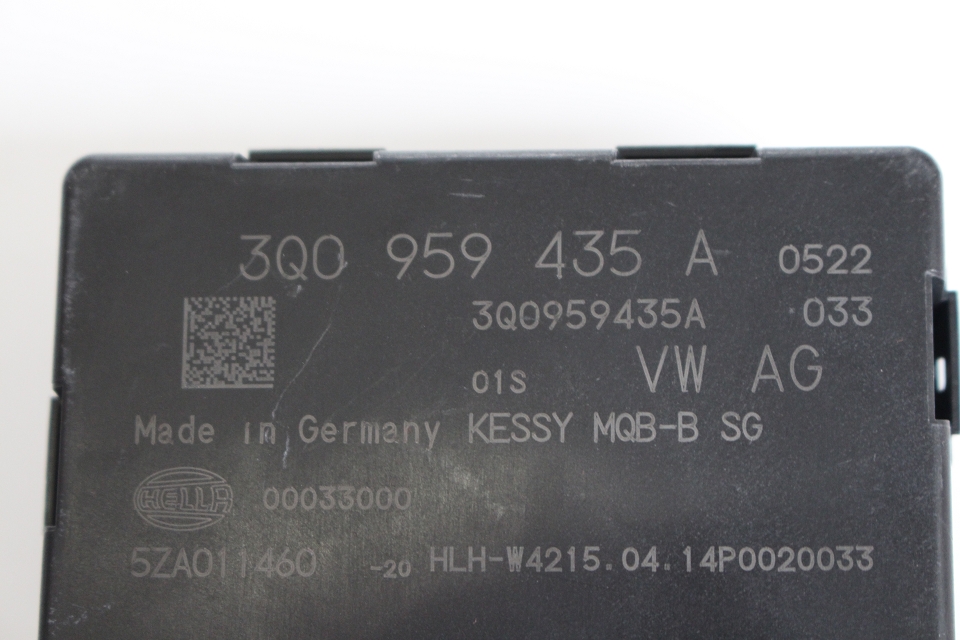 3Q0 959 435 A 0522
3Q0959435A 033
01S VW AG
Made in Germany KESSY MQB-B SG
HELLA 00033000
5ZA011460 -20 HLH-W4215.04.14P0020033